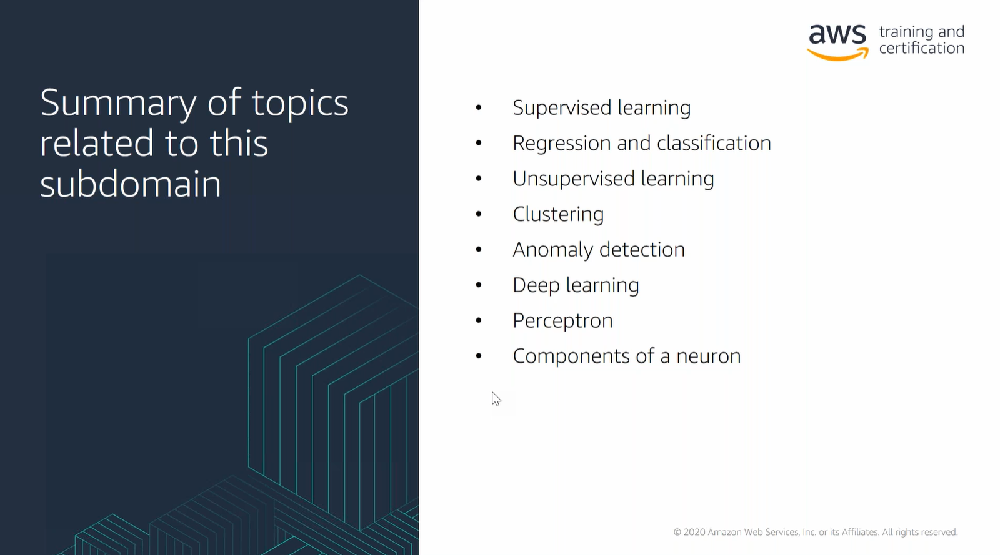 aws training and
certification
Summary of topics
related to this
subdomain
• Supervised learning
• Regression and classification
• Unsupervised learning
• Clustering
• Anomaly detection
• Deep learning
• Perceptron
• Components of a neuron
© 2020 Amazon Web Services, Inc. or its Affiliates. All rights reserved.